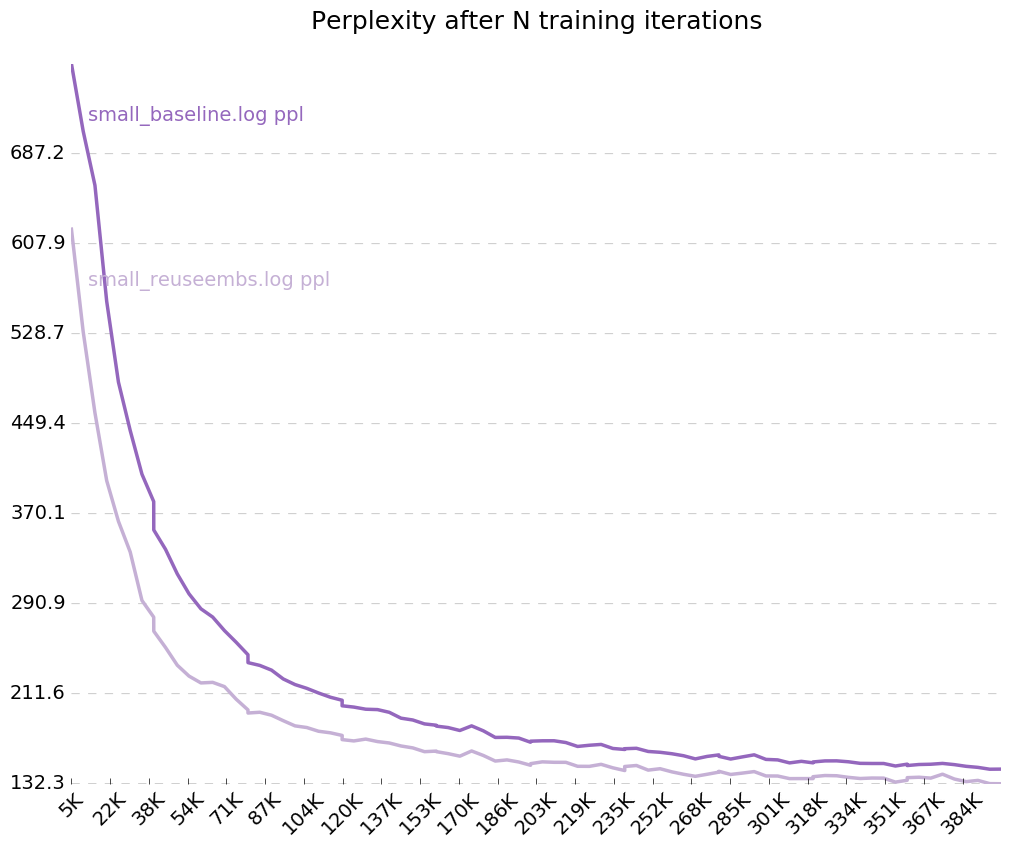 Perplexity after N training iterations
small_baseline.log ppl
687.2
607.9
small_reuseembs.log ppl
528.7
449.4
370.1
290.9
211.6
132.3
5K 22K 38K 54K 71K 87K 104K 120K 137K 153K 170K 186K 203K 219K 235K 252K 268K 285K 301K 318K 334K 351K 367K 384K